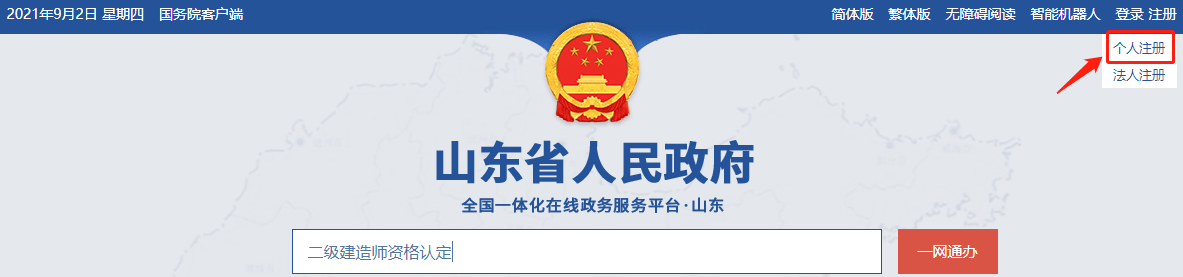 2021年9月2日 星期四 国务院客户端 简体版 繁体版 无障碍阅读 智能机器人 登录 注册
个人注册
法人注册
山东省人民政府
全国一体化在线政务服务平台·山东
二级建造师资格认定 一网通办